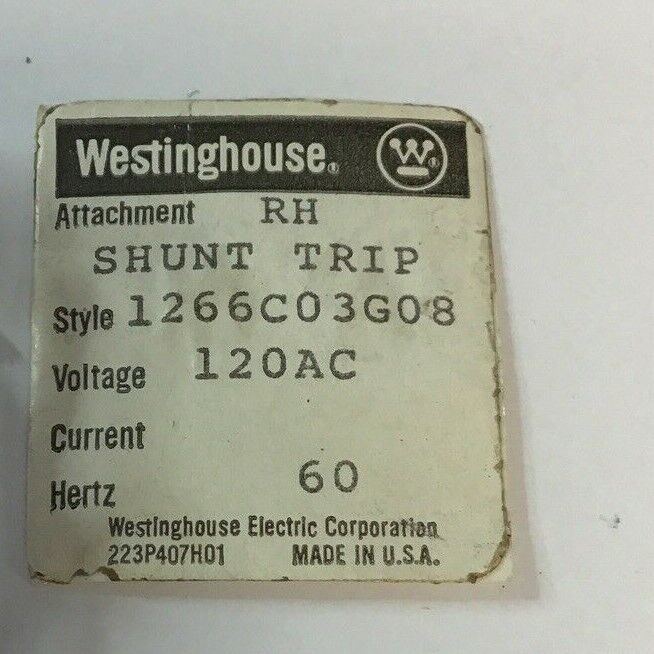 Westinghouse® W®
Attachment RH
SHUNT TRIP
Style 1266C03G08
Voltage 120AC
Current
Hertz 60
Westinghouse Electric Corporation
223P407H01 MADE IN U.S.A.